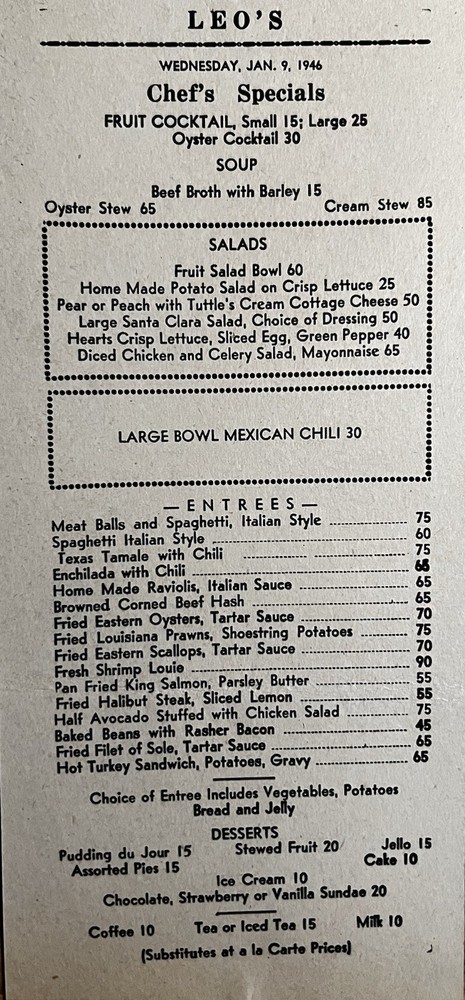 LEO'S
WEDNESDAY, JAN. 9, 1946
Chef's Specials
FRUIT COCKTAIL, Small 15; Large 25
Oyster Cocktail 30
SOUP
Beef Broth with Barley 15
Oyster Stew 65 Cream Stew 85
SALADS
Fruit Salad Bowl 60
Home Made Potato Salad on Crisp Lettuce 25
Pear or Peach with Tuttle's Cream Cottage Cheese 50
Large Santa Clara Salad, Choice of Dressing 50
Hearts Crisp Lettuce, Sliced Egg, Green Pepper 40
Diced Chicken and Celery Salad, Mayonnaise 65
LARGE BOWL MEXICAN CHILI 30
— ENTREES —
Meat Balls and Spaghetti, Italian Style 75
Spaghetti Italian Style 60
Texas Tamale with Chili 75
Enchilada with Chili 65
Home Made Raviolis, Italian Sauce 65
Browned Corned Beef Hash 65
Fried Eastern Oysters, Tartar Sauce 70
Fried Louisiana Prawns, Shoestring Potatoes 75
Fried Eastern Scallops, Tartar Sauce 70
Fresh Shrimp Louie 90
Pan Fried King Salmon, Parsley Butter 55
Fried Halibut Steak, Sliced Lemon 55
Half Avocado Stuffed with Chicken Salad 75
Baked Beans with Rasher Bacon 45
Fried Filet of Sole, Tartar Sauce 65
Hot Turkey Sandwich, Potatoes, Gravy 65
Choice of Entree Includes Vegetables, Potatoes
Bread and Jelly
DESSERTS
Pudding du Jour 15 Stewed Fruit 20 Jello 15
Assorted Pies 15 Cake 10
Ice Cream 10
Chocolate, Strawberry or Vanilla Sundae 20
Coffee 10 Tea or Iced Tea 15 Milk 10
(Substitutes at a la Carte Prices)